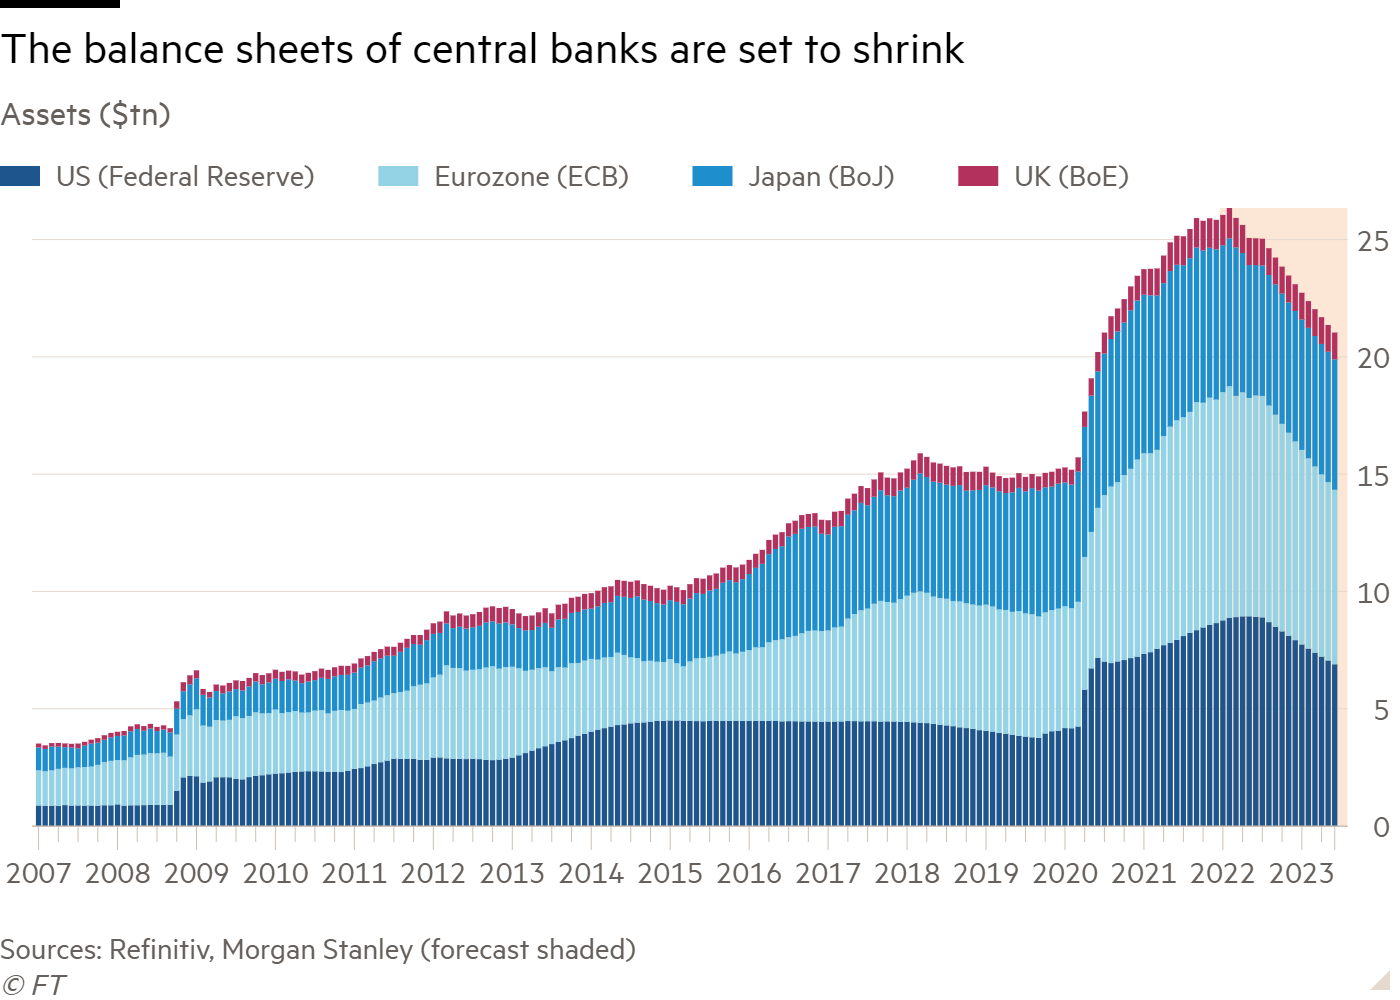 The balance sheets of central banks are set to shrink
Assets ($tn)
US (Federal Reserve) Eurozone (ECB) Japan (BoJ) UK (BoE)
25
20
15
10
5
0
2007 2008 2009 2010 2011 2012 2013 2014 2015 2016 2017 2018 2019 2020 2021 2022 2023
Sources: Refinitiv, Morgan Stanley (forecast shaded)
© FT